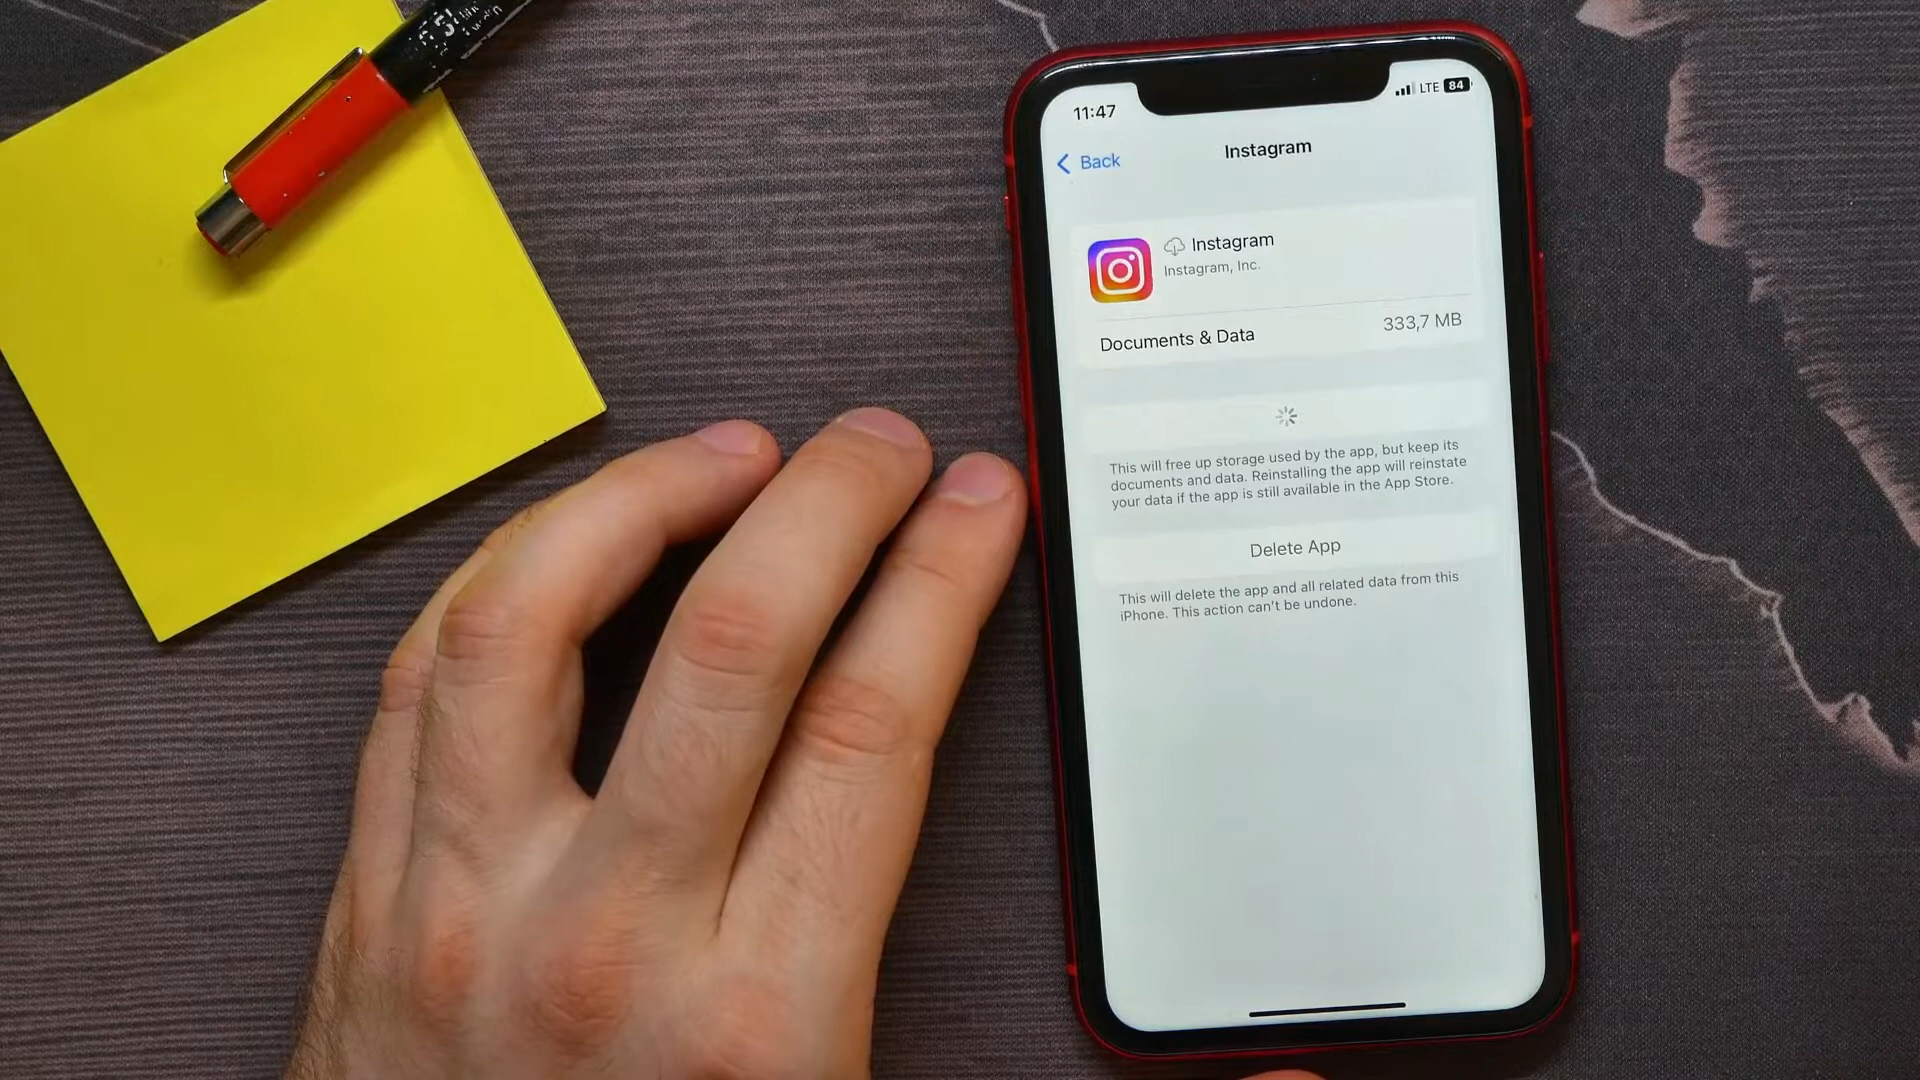 11:47
LTE 84
Back
Instagram
Instagram
Instagram, Inc.
Documents & Data
333,7 MB
This will free up storage used by the app, but keep its
documents and data. Reinstalling the app will reinstate
your data if the app is still available in the App Store.
Delete App
This will delete the app and all related data from this
iPhone. This action can't be undone.